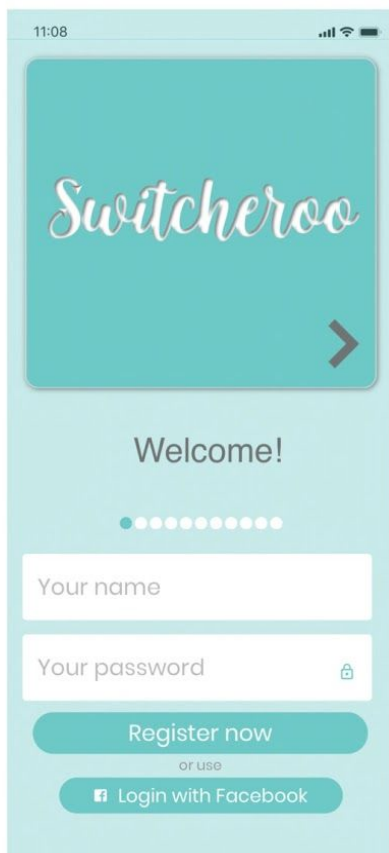 11:08
Switcheroo
Welcome!
Your name
Your password
Register now
or use
Login with Facebook